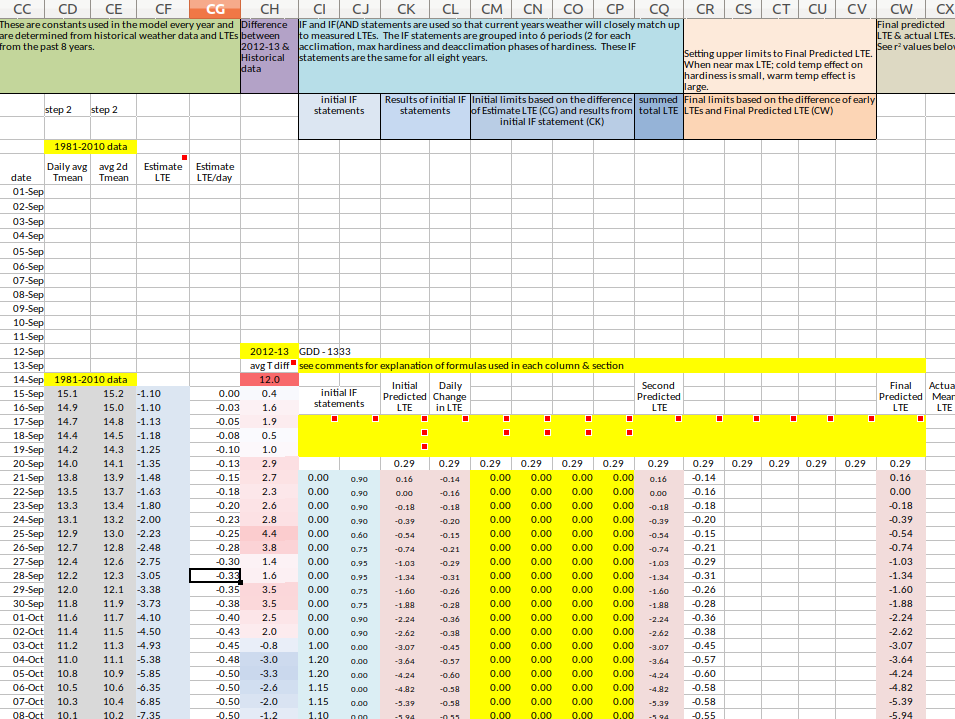 CC CD CE CF CG CH CI CJ CK CL CM CN CO CP CQ CR CS CT CU CV CW CX
These are constants used in the model every year and
are determined from historical weather data and LTEs
from the past 8 years.
Difference
between
2012-13 &
Historical
data
IF and IF(AND statements are used so that current years weather will closely match up
to measured LTEs. The IF statements are grouped into 6 periods (2 for each
acclimation, max hardiness and deacclimation phases of hardiness. These IF
statements are the same for all eight years.
Setting upper limits to Final Predicted LTE.
When near max LTE; cold temp effect on
hardiness is small, warm temp effect is
large.
Final predicted
LTE & actual LTEs.
See r² values below
step 2 step 2
initial IF
statements
Results of initial IF
statements
Initial limits based on the difference
of Estimate LTE (CG) and results from
initial IF statement (CK)
summed
total LTE
Final limits based on the difference of early
LTEs and Final Predicted LTE (CW)
1981-2010 data
date
Daily avg
Tmean
avg 2d
Tmean
Estimate
LTE
Estimate
LTE/day
01-Sep
02-Sep
03-Sep
04-Sep
05-Sep
06-Sep
07-Sep
08-Sep
09-Sep
10-Sep
11-Sep
12-Sep 2012-13 GDD - 1333
13-Sep avg T diff see comments for explanation of formulas used in each column & section
14-Sep 1981-2010 data 12.0
initial IF
statements
Initial
Predicted
LTE
Daily
Change
in LTE
Second
Predicted
LTE
Final
Predicted
LTE
Actua
Mean
LTE
15-Sep 15.1 15.2 -1.10 0.00 0.4
16-Sep 14.9 15.0 -1.10 -0.03 1.6
17-Sep 14.7 14.8 -1.13 -0.05 1.9
18-Sep 14.4 14.5 -1.18 -0.08 0.5
19-Sep 14.2 14.3 -1.25 -0.10 1.0
20-Sep 14.0 14.1 -1.35 -0.13 2.9 0.29 0.29 0.29 0.29 0.29 0.29 0.29 0.29 0.29 0.29 0.29 0.29 0.29
21-Sep 13.8 13.9 -1.48 -0.15 2.7 0.00 0.90 0.16 -0.14 0.00 0.00 0.00 0.00 0.16 -0.14 0.16
22-Sep 13.5 13.7 -1.63 -0.18 2.3 0.00 0.90 0.00 -0.16 0.00 0.00 0.00 0.00 0.00 -0.16 0.00
23-Sep 13.3 13.4 -1.80 -0.20 2.6 0.00 0.90 -0.18 -0.18 0.00 0.00 0.00 0.00 -0.18 -0.18 -0.18
24-Sep 13.1 13.2 -2.00 -0.23 2.8 0.00 0.90 -0.39 -0.20 0.00 0.00 0.00 0.00 -0.39 -0.20 -0.39
25-Sep 12.9 13.0 -2.23 -0.25 4.4 0.00 0.60 -0.54 -0.15 0.00 0.00 0.00 0.00 -0.54 -0.15 -0.54
26-Sep 12.7 12.8 -2.48 -0.28 3.8 0.00 0.75 -0.74 -0.21 0.00 0.00 0.00 0.00 -0.74 -0.21 -0.74
27-Sep 12.4 12.6 -2.75 -0.30 1.4 0.00 0.95 -1.03 -0.29 0.00 0.00 0.00 0.00 -1.03 -0.29 -1.03
28-Sep 12.2 12.3 -3.05 -0.33 1.6 0.00 0.95 -1.34 -0.31 0.00 0.00 0.00 0.00 -1.34 -0.31 -1.34
29-Sep 12.0 12.1 -3.38 -0.35 3.5 0.00 0.75 -1.60 -0.26 0.00 0.00 0.00 0.00 -1.60 -0.26 -1.60
30-Sep 11.8 11.9 -3.73 -0.38 3.5 0.00 0.75 -1.88 -0.28 0.00 0.00 0.00 0.00 -1.88 -0.28 -1.88
01-Oct 11.6 11.7 -4.10 -0.40 2.5 0.00 0.90 -2.24 -0.36 0.00 0.00 0.00 0.00 -2.24 -0.36 -2.24
02-Oct 11.4 11.5 -4.50 -0.43 2.0 0.00 0.90 -2.62 -0.38 0.00 0.00 0.00 0.00 -2.62 -0.38 -2.62
03-Oct 11.2 11.3 -4.93 -0.45 -0.8 1.00 0.00 -3.07 -0.45 0.00 0.00 0.00 0.00 -3.07 -0.45 -3.07
04-Oct 11.0 11.1 -5.38 -0.48 -3.0 1.20 0.00 -3.64 -0.57 0.00 0.00 0.00 0.00 -3.64 -0.57 -3.64
05-Oct 10.8 10.9 -5.85 -0.50 -3.3 1.20 0.00 -4.24 -0.60 0.00 0.00 0.00 0.00 -4.24 -0.60 -4.24
06-Oct 10.5 10.6 -6.35 -0.50 -2.6 1.15 0.00 -4.82 -0.58 0.00 0.00 0.00 0.00 -4.82 -0.58 -4.82
07-Oct 10.3 10.4 -6.85 -0.50 -2.0 1.15 0.00 -5.39 -0.58 0.00 0.00 0.00 0.00 -5.39 -0.58 -5.39
08-Oct 10.1 10.2 -7.35 -0.50 -1.2 1.10 0.00 -5.94 -0.55 0.00 0.00 0.00 0.00 -5.94 -0.55 -5.94